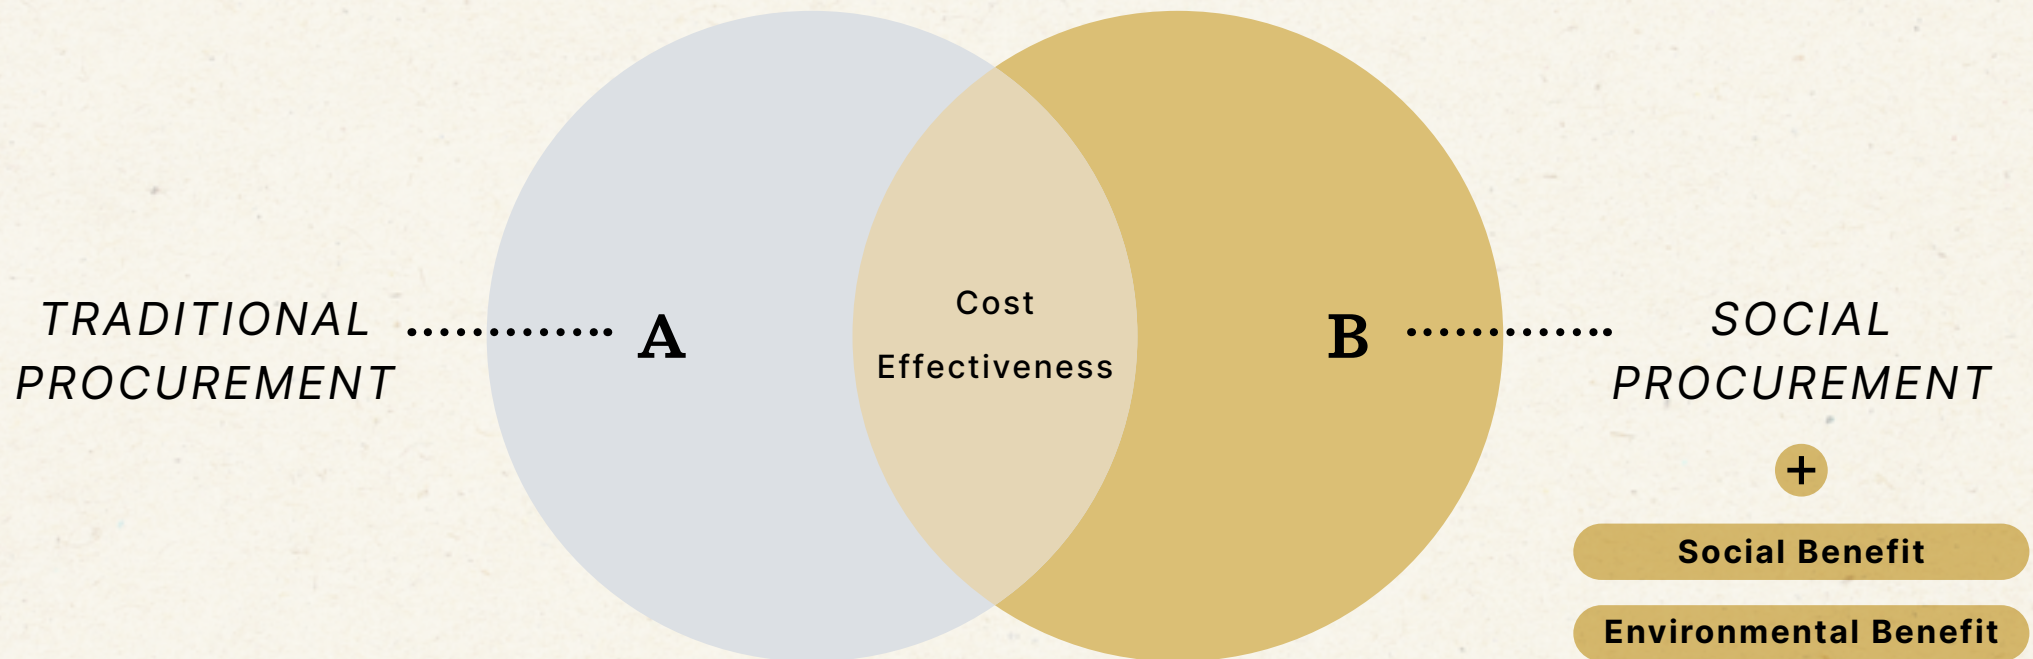 TRADITIONAL
PROCUREMENT
A
Cost
Effectiveness
B
SOCIAL
PROCUREMENT
+
Social Benefit
Environmental Benefit